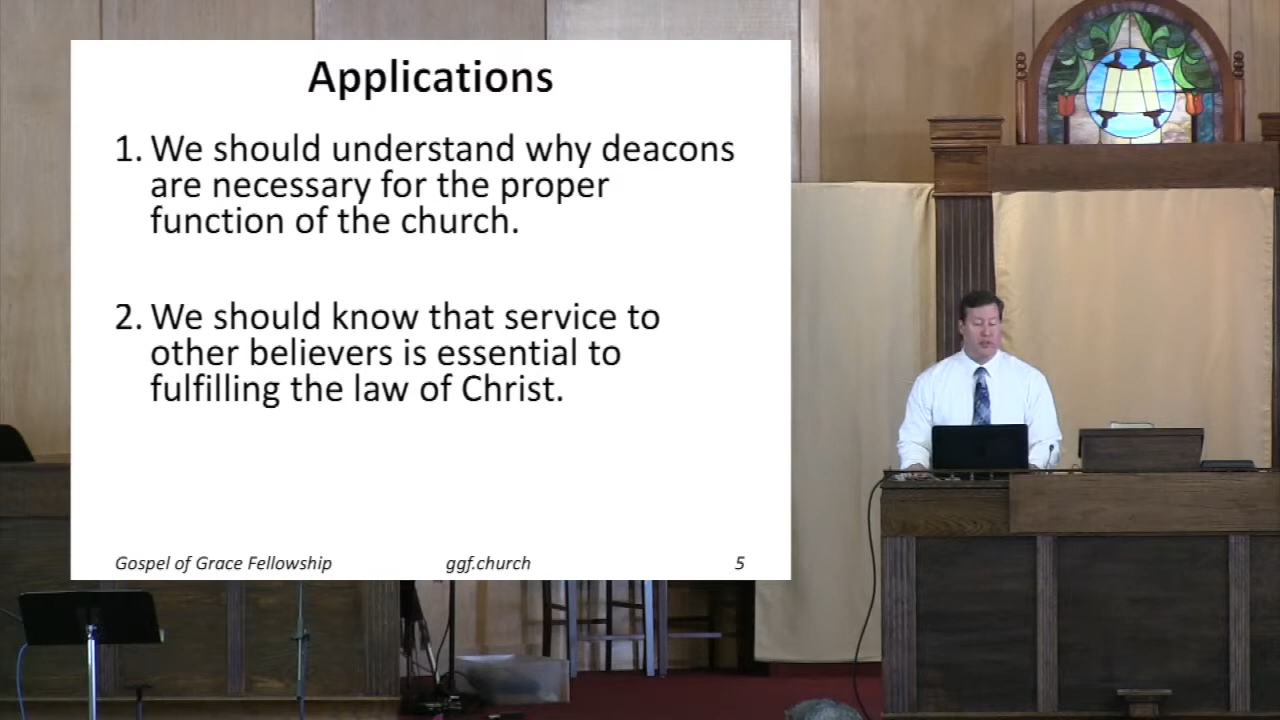 Applications
1. We should understand why deacons
are necessary for the proper
function of the church.
2. We should know that service to
other believers is essential to
fulfilling the law of Christ.
Gospel of Grace Fellowship ggf.church 5